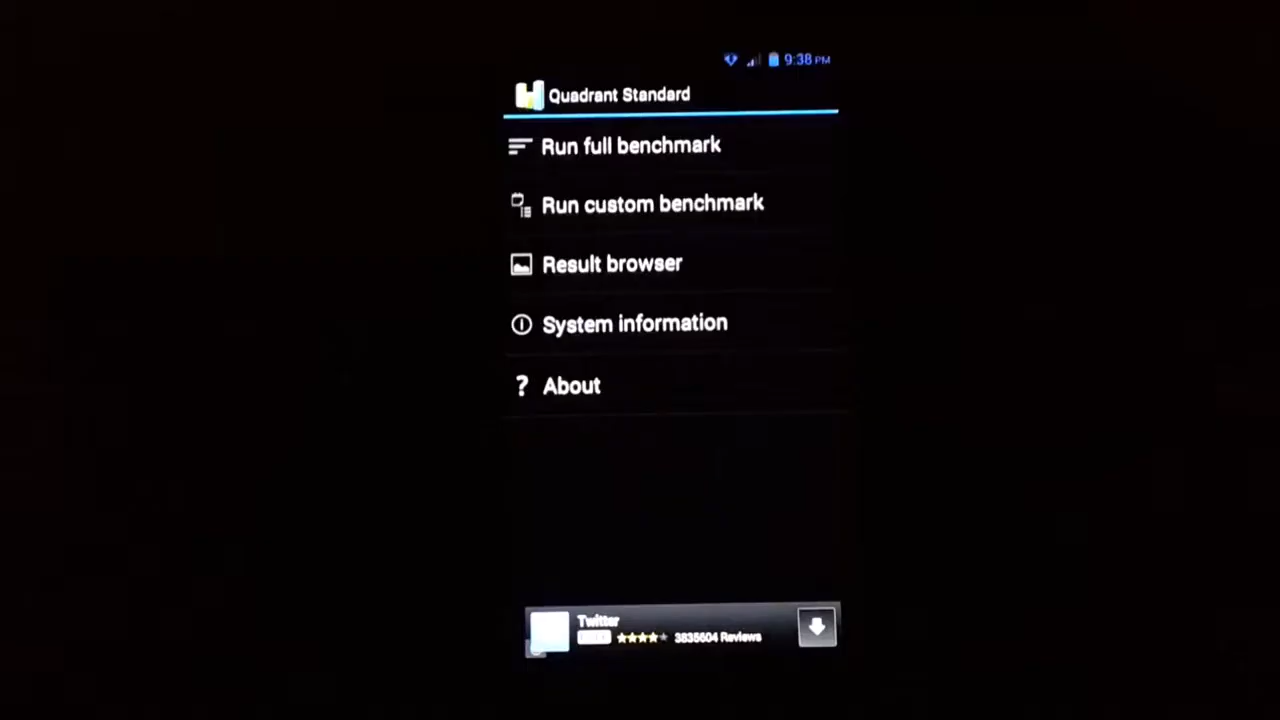 9:38 PM
Quadrant Standard
Run full benchmark
Run custom benchmark
Result browser
System information
? About
Twitter
3835604 Reviews